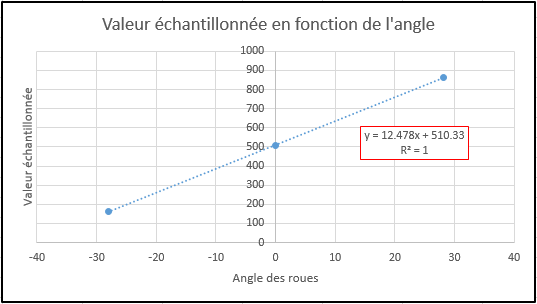 Valeur échantillonnée en fonction de l'angle
Valeur échantillonnée
1000
900
800
700
600
500
400
300
200
100
0
y = 12.478x + 510.33
R² = 1
-40 -30 -20 -10 0 10 20 30 40
Angle des roues